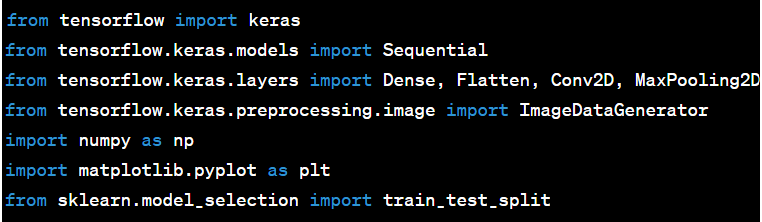 from tensorflow import keras
from tensorflow.keras.models import Sequential
from tensorflow.keras.layers import Dense, Flatten, Conv2D, MaxPooling2D
from tensorflow.keras.preprocessing.image import ImageDataGenerator
import numpy as np
import matplotlib.pyplot as plt
from sklearn.model_selection import train_test_split